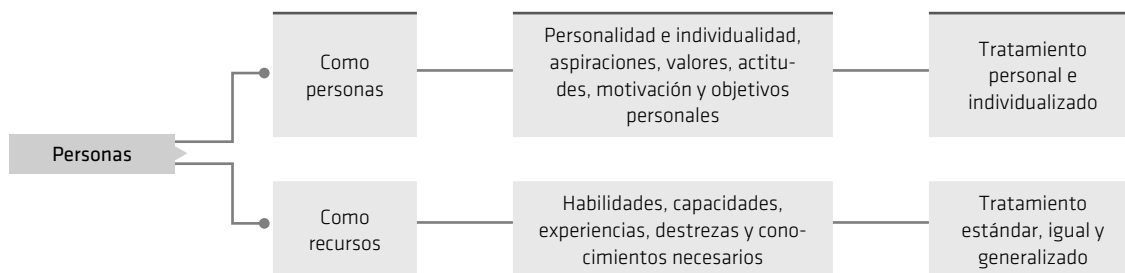 Personas
Como
personas
Personalidad e individualidad,
aspiraciones, valores, actitu-
des, motivación y objetivos
personales
Tratamiento
personal e
individualizado
Como
recursos
Habilidades, capacidades,
experiencias, destrezas y cono-
cimientos necesarios
Tratamiento
estándar, igual y
generalizado